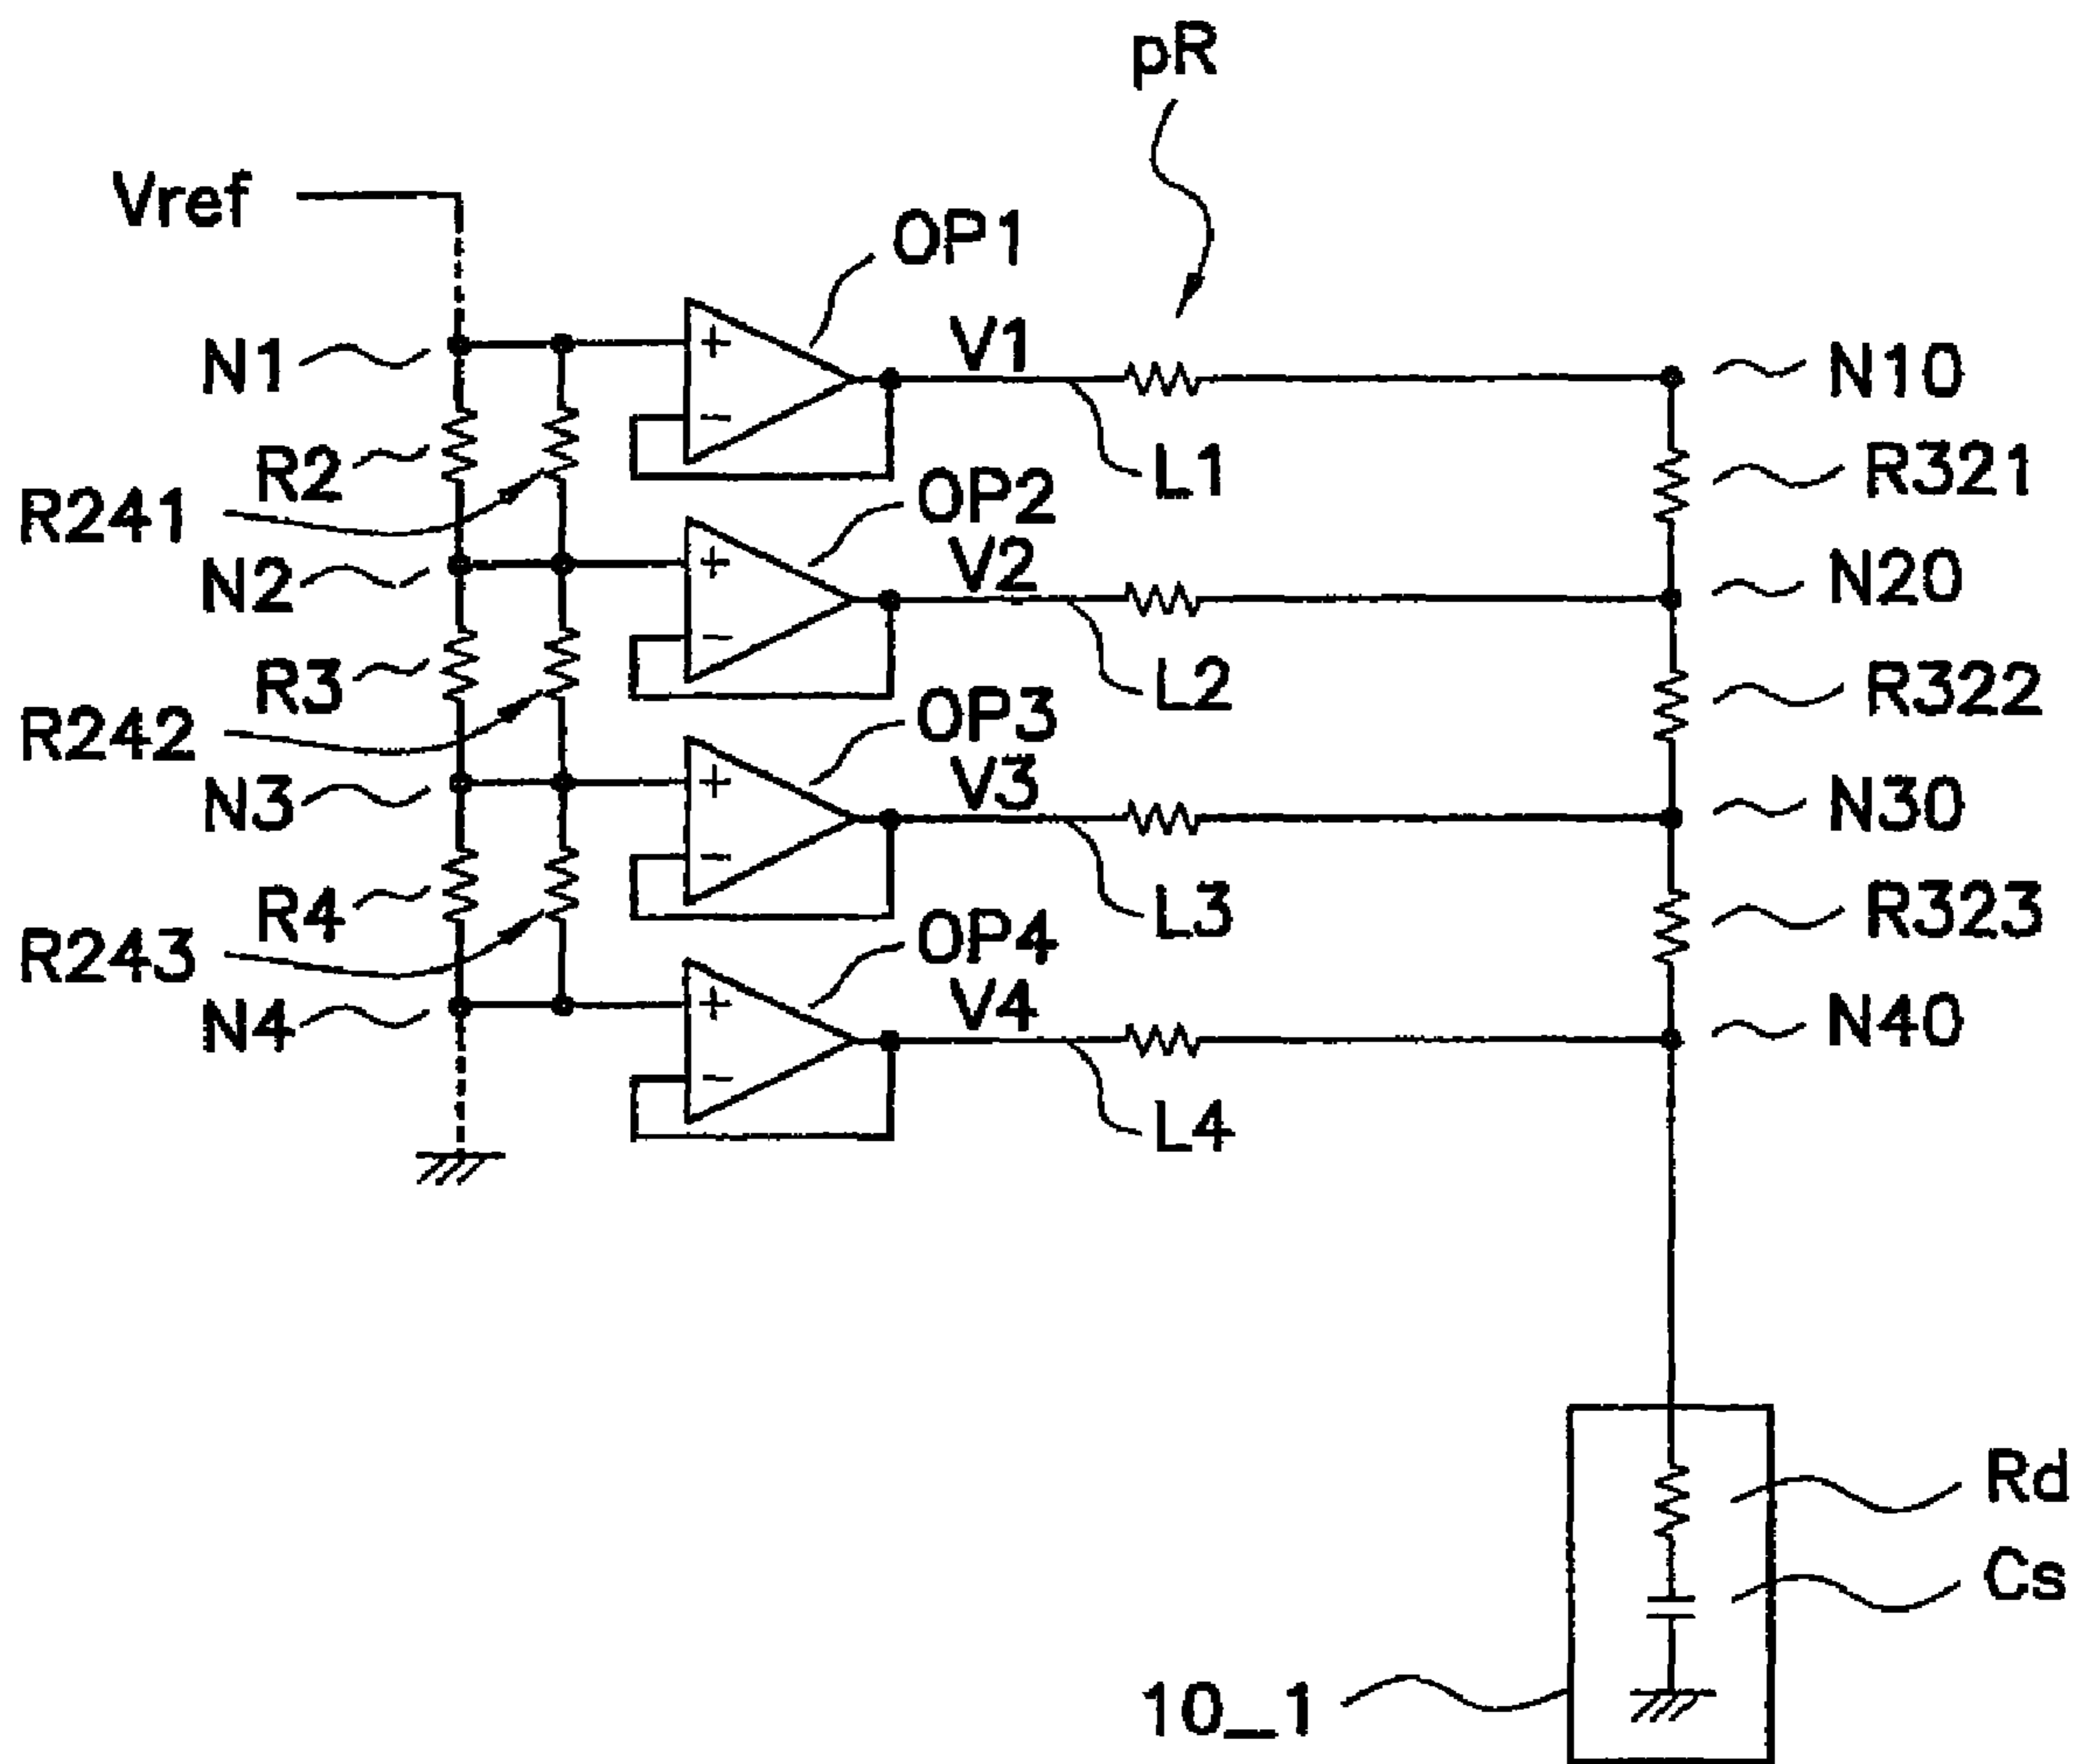 pR
Vref
OP1
V1
N1
N10
R2
L1
R321
R241
OP2
V2
N2
N20
R3
L2
R322
R242
OP3
V3
N3
N30
R4
L3
R323
R243
OP4
V4
N4
N40
L4
Rd
Cs
10_1
+
−
+
−
+
−
+
−